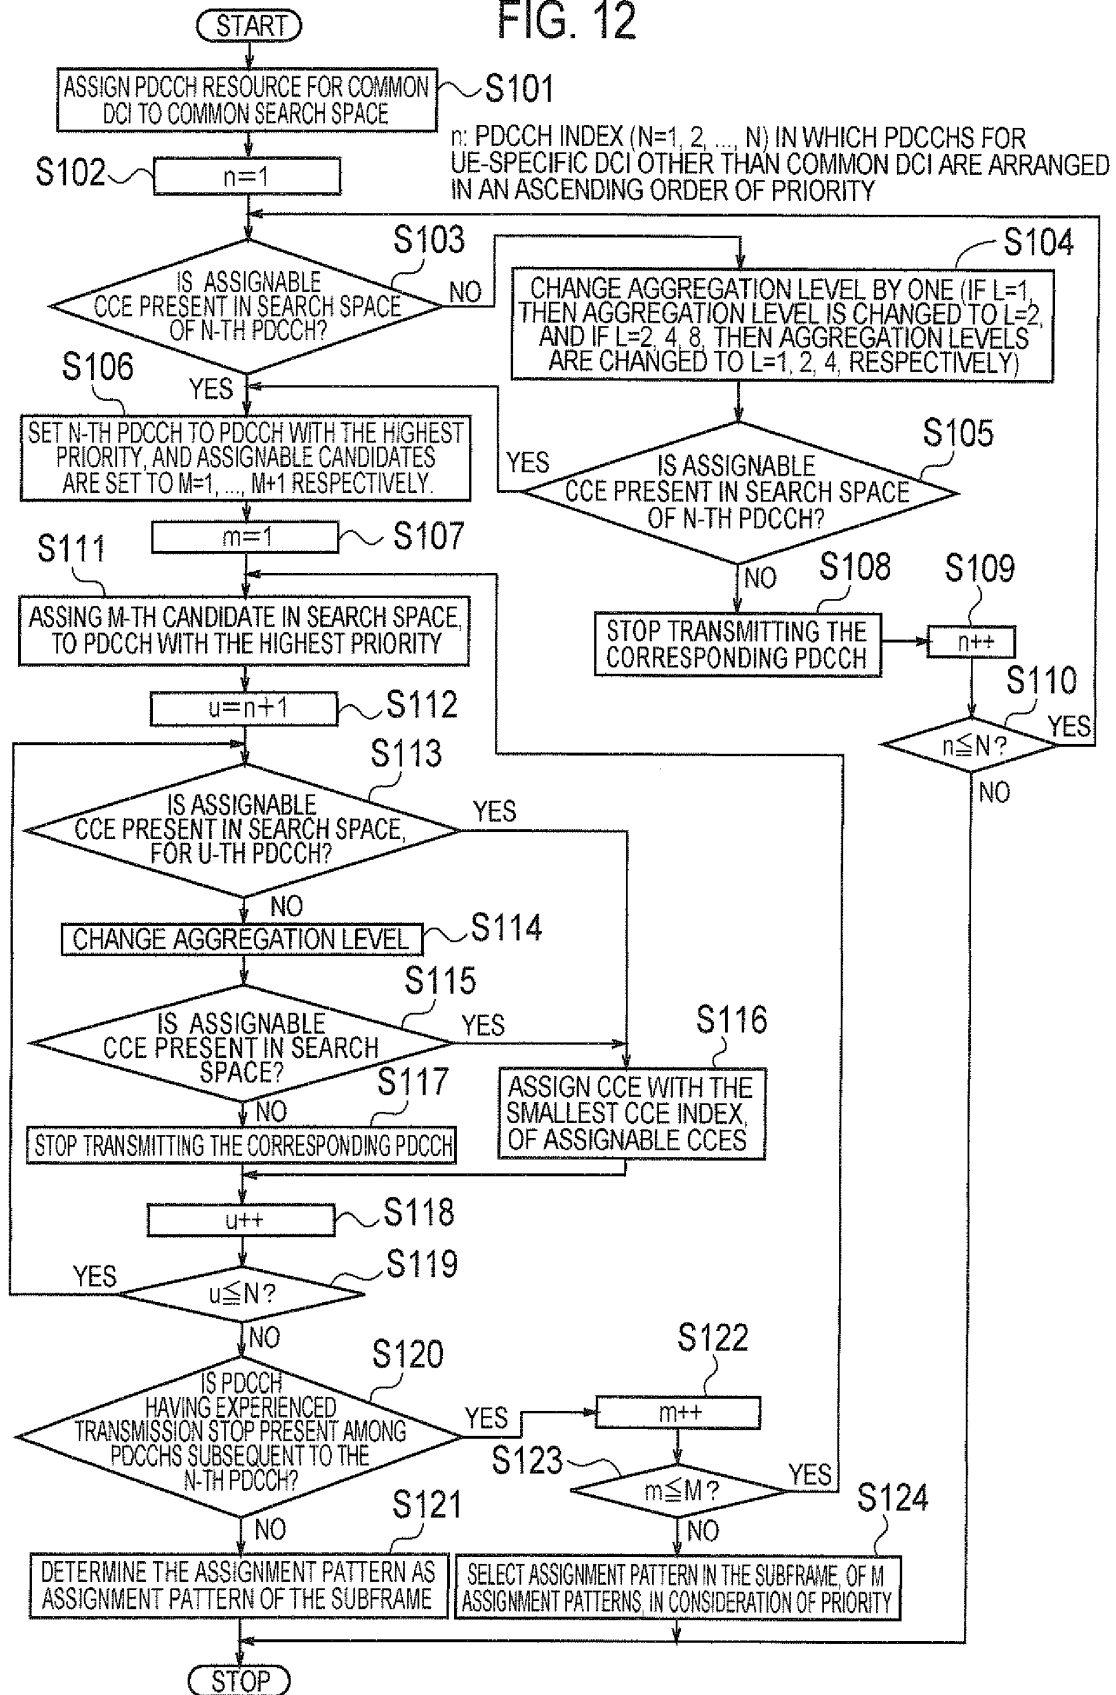 FIG. 12
START
ASSIGN PDCCH RESOURCE FOR COMMON
DCI TO COMMON SEARCH SPACE
S101
n: PDCCH INDEX (N=1, 2, ..., N) IN WHICH PDCCHS FOR
UE-SPECIFIC DCI OTHER THAN COMMON DCI ARE ARRANGED
IN AN ASCENDING ORDER OF PRIORITY
S102
n=1
S103
IS ASSIGNABLE
CCE PRESENT IN SEARCH SPACE
OF N-TH PDCCH?
NO
YES
S104
CHANGE AGGREGATION LEVEL BY ONE (IF L=1,
THEN AGGREGATION LEVEL IS CHANGED TO L=2,
AND IF L=2, 4, 8, THEN AGGREGATION LEVELS
ARE CHANGED TO L=1, 2, 4, RESPECTIVELY)
S105
IS ASSIGNABLE
CCE PRESENT IN SEARCH SPACE
OF N-TH PDCCH?
YES
NO
S106
SET N-TH PDCCH TO PDCCH WITH THE HIGHEST
PRIORITY, AND ASSIGNABLE CANDIDATES
ARE SET TO M=1, ..., M+1 RESPECTIVELY.
m=1
S107
S108
STOP TRANSMITTING THE
CORRESPONDING PDCCH
S109
n++
S110
n≦N?
YES
NO
S111
ASSING M-TH CANDIDATE IN SEARCH SPACE,
TO PDCCH WITH THE HIGHEST PRIORITY
u=n+1
S112
S113
IS ASSIGNABLE
CCE PRESENT IN SEARCH SPACE,
FOR U-TH PDCCH?
YES
NO
CHANGE AGGREGATION LEVEL
S114
S115
IS ASSIGNABLE
CCE PRESENT IN SEARCH
SPACE?
YES
NO
S116
ASSIGN CCE WITH THE
SMALLEST CCE INDEX,
OF ASSIGNABLE CCES
S117
STOP TRANSMITTING THE CORRESPONDING PDCCH
u++
S118
S119
u≦N?
YES
NO
S120
IS PDCCH
HAVING EXPERIENCED
TRANSMISSION STOP PRESENT AMONG
PDCCHS SUBSEQUENT TO THE
N-TH PDCCH?
YES
NO
S122
m++
S123
m≦M?
YES
NO
S121
DETERMINE THE ASSIGNMENT PATTERN AS
ASSIGNMENT PATTERN OF THE SUBFRAME
S124
SELECT ASSIGNMENT PATTERN IN THE SUBFRAME, OF M
ASSIGNMENT PATTERNS, IN CONSIDERATION OF PRIORITY
STOP